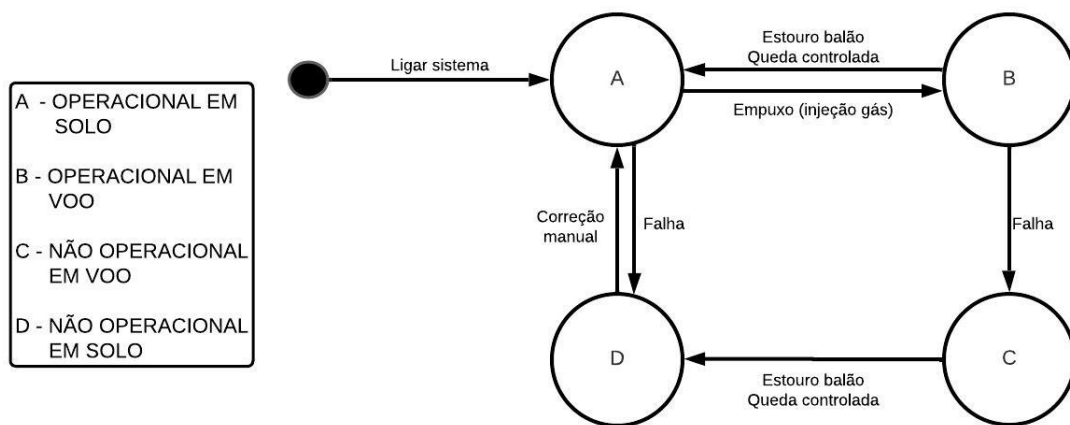 A - OPERACIONAL EM
SOLO
B - OPERACIONAL EM
VOO
C - NÃO OPERACIONAL
EM VOO
D - NÃO OPERACIONAL
EM SOLO
Ligar sistema
A
Estouro balão
Queda controlada
Empuxo (injeção gás)
B
Correção
manual
Falha
Falha
D
Estouro balão
Queda controlada
C